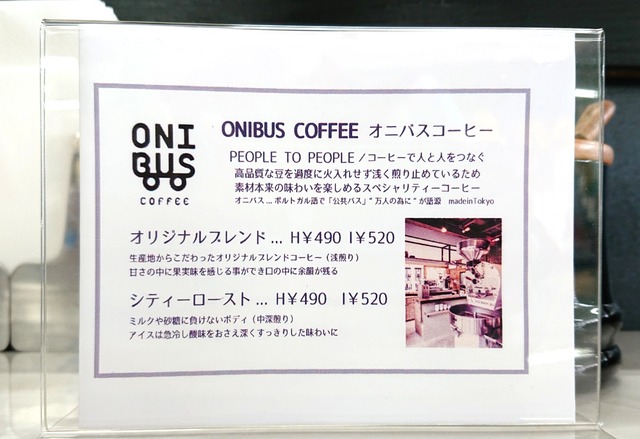 ONI
BUS
COFFEE
ONIBUS COFFEE オニバスコーヒー
PEOPLE TO PEOPLE／コーヒーで人と人をつなぐ
高品質な豆を過度に火入れせず浅く煎り止めているため
素材本来の味わいを楽しめるスペシャリティーコーヒー
オニバス...ポルトガル語で「公共バス」"万人の為に"が語源 madeinTokyo
オリジナルブレンド... H¥490 I¥520
生産地からこだわったオリジナルブレンドコーヒー（浅煎り）
甘さの中に果実味を感じる事ができ口の中に余韻が残る
シティーロースト... H¥490 I¥520
ミルクや砂糖に負けないボディ（中深煎り）
アイスは急冷し酸味をおさえ深くすっきりした味わいに